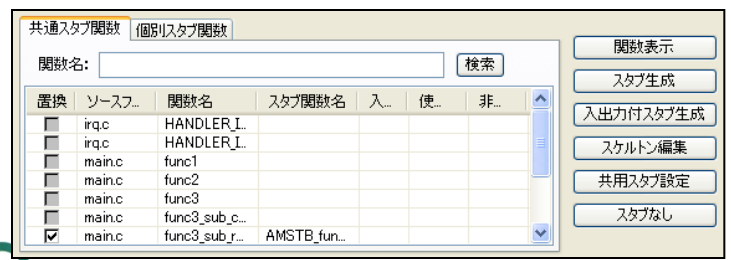 共通スタブ関数 個別スタブ関数
関数名: 検索
置換 ソースフ... 関数名 スタブ関数名 入... 使... 非...
irq.c HANDLER_I...
irq.c HANDLER_I...
main.c func1
main.c func2
main.c func3
main.c func3_sub_c...
main.c func3_sub_r... AMSTB_fun...
関数表示
スタブ生成
入出力付スタブ生成
スケルトン編集
共用スタブ設定
スタブなし